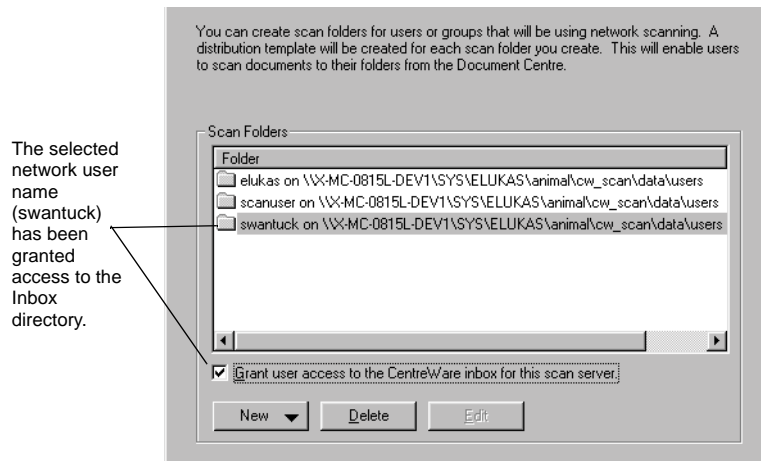 You can create scan folders for users or groups that will be using network scanning. A
distribution template will be created for each scan folder you create. This will enable users
to scan documents to their folders from the Document Centre.
The selected
network user
name
(swantuck)
has been
granted
access to the
Inbox
directory.
Scan Folders
Folder
elukas on \\X-MC-0815L-DEV1\SYS\ELUKAS\animal\cw_scan\data\users
scanuser on \\X-MC-0815L-DEV1\SYS\ELUKAS\animal\cw_scan\data\users
swantuck on \\X-MC-0815L-DEV1\SYS\ELUKAS\animal\cw_scan\data\users
Grant user access to the CentreWare inbox for this scan server.
New Delete Edit